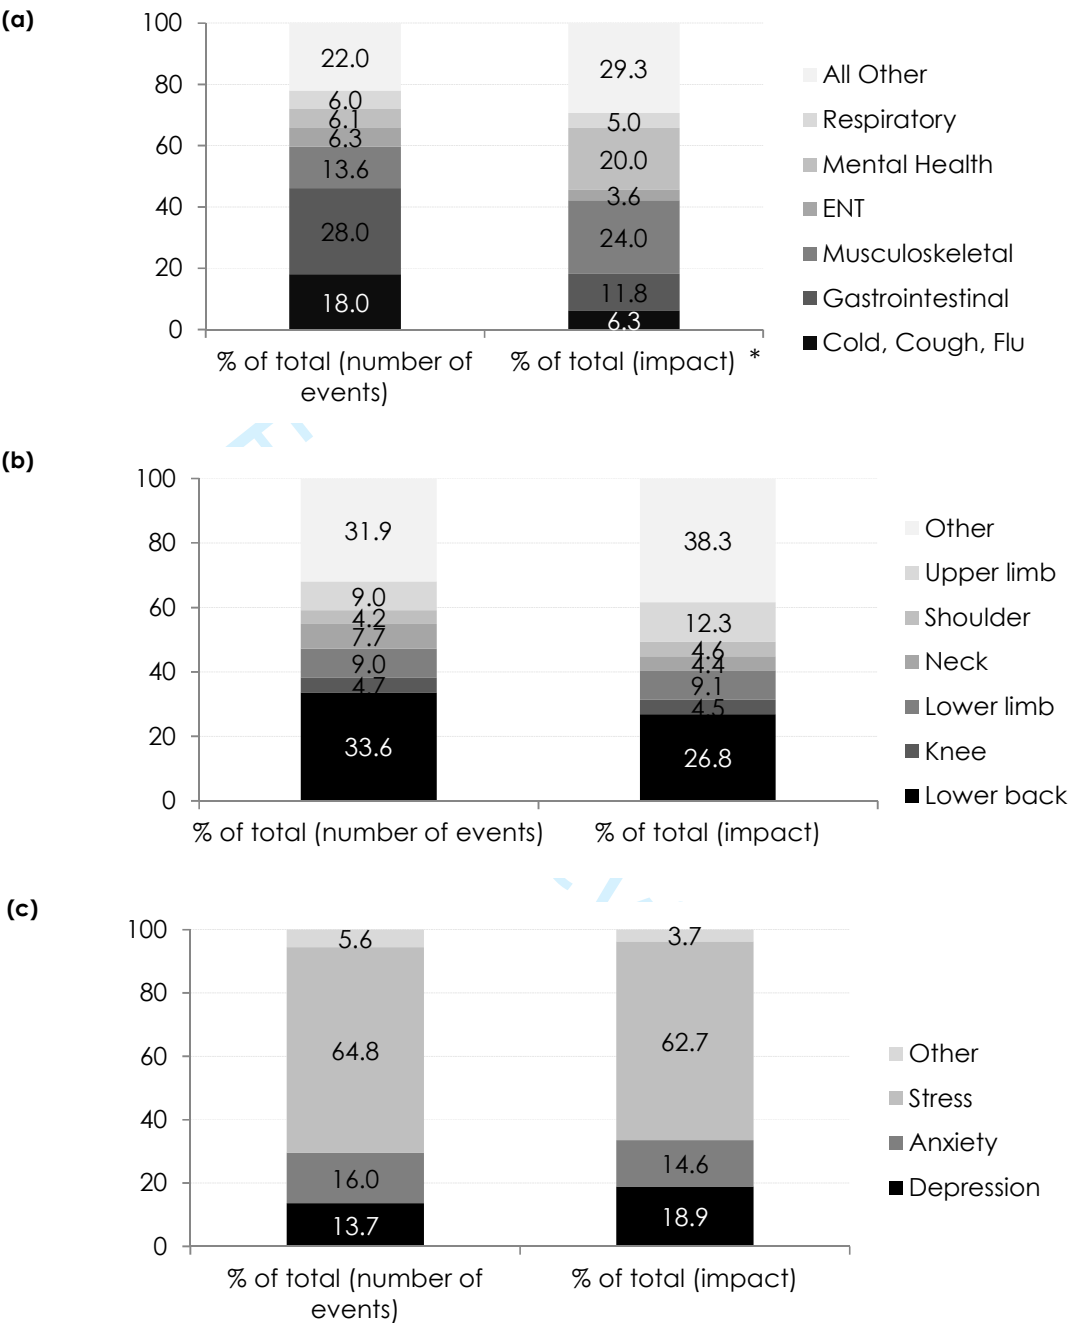 (a)
100
80
60
40
20
0
22.0
6.0
6.1
6.3
13.6
28.0
18.0
29.3
5.0
20.0
3.6
24.0
11.8
6.3
% of total (number of
events)
% of total (impact) *
All Other
Respiratory
Mental Health
ENT
Musculoskeletal
Gastrointestinal
Cold, Cough, Flu
(b)
100
80
60
40
20
0
31.9
9.0
4.2
7.7
9.0
4.7
33.6
38.3
12.3
4.6
4.4
9.1
4.5
26.8
% of total (number of events)
% of total (impact)
Other
Upper limb
Shoulder
Neck
Lower limb
Knee
Lower back
(c)
100
80
60
40
20
0
5.6
64.8
16.0
13.7
3.7
62.7
14.6
18.9
% of total (number of
events)
% of total (impact)
Other
Stress
Anxiety
Depression